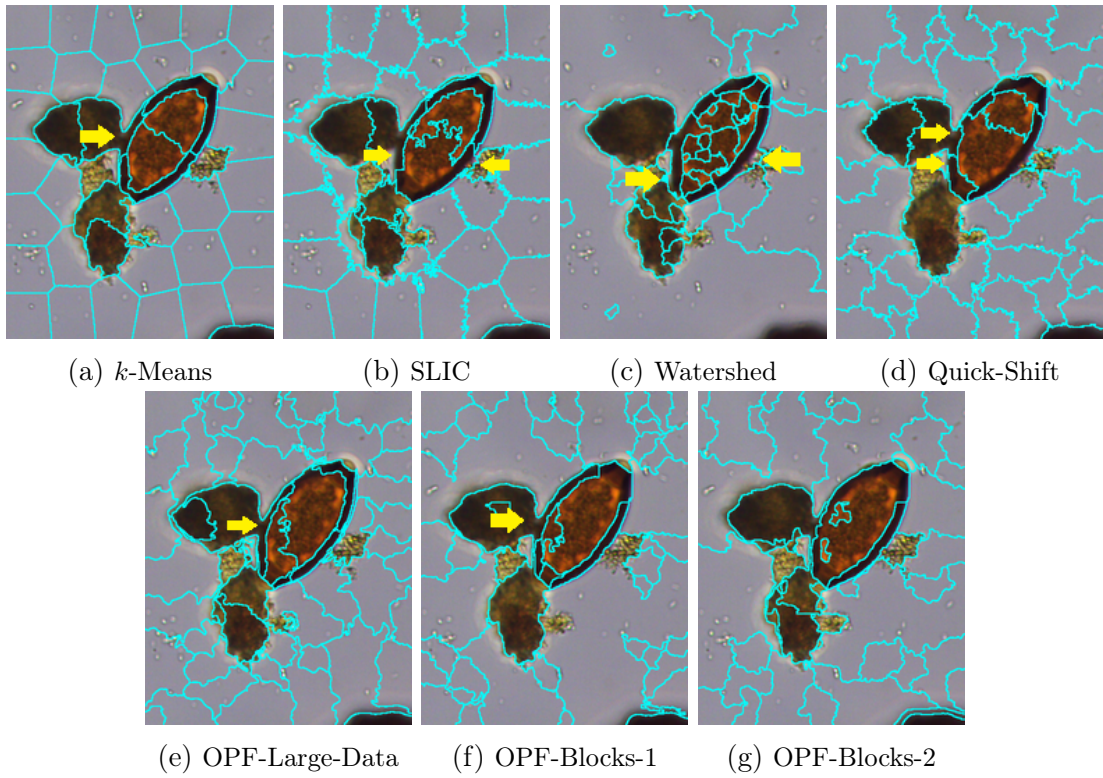 (a) k-Means
(b) SLIC
(c) Watershed
(d) Quick-Shift
(e) OPF-Large-Data
(f) OPF-Blocks-1
(g) OPF-Blocks-2